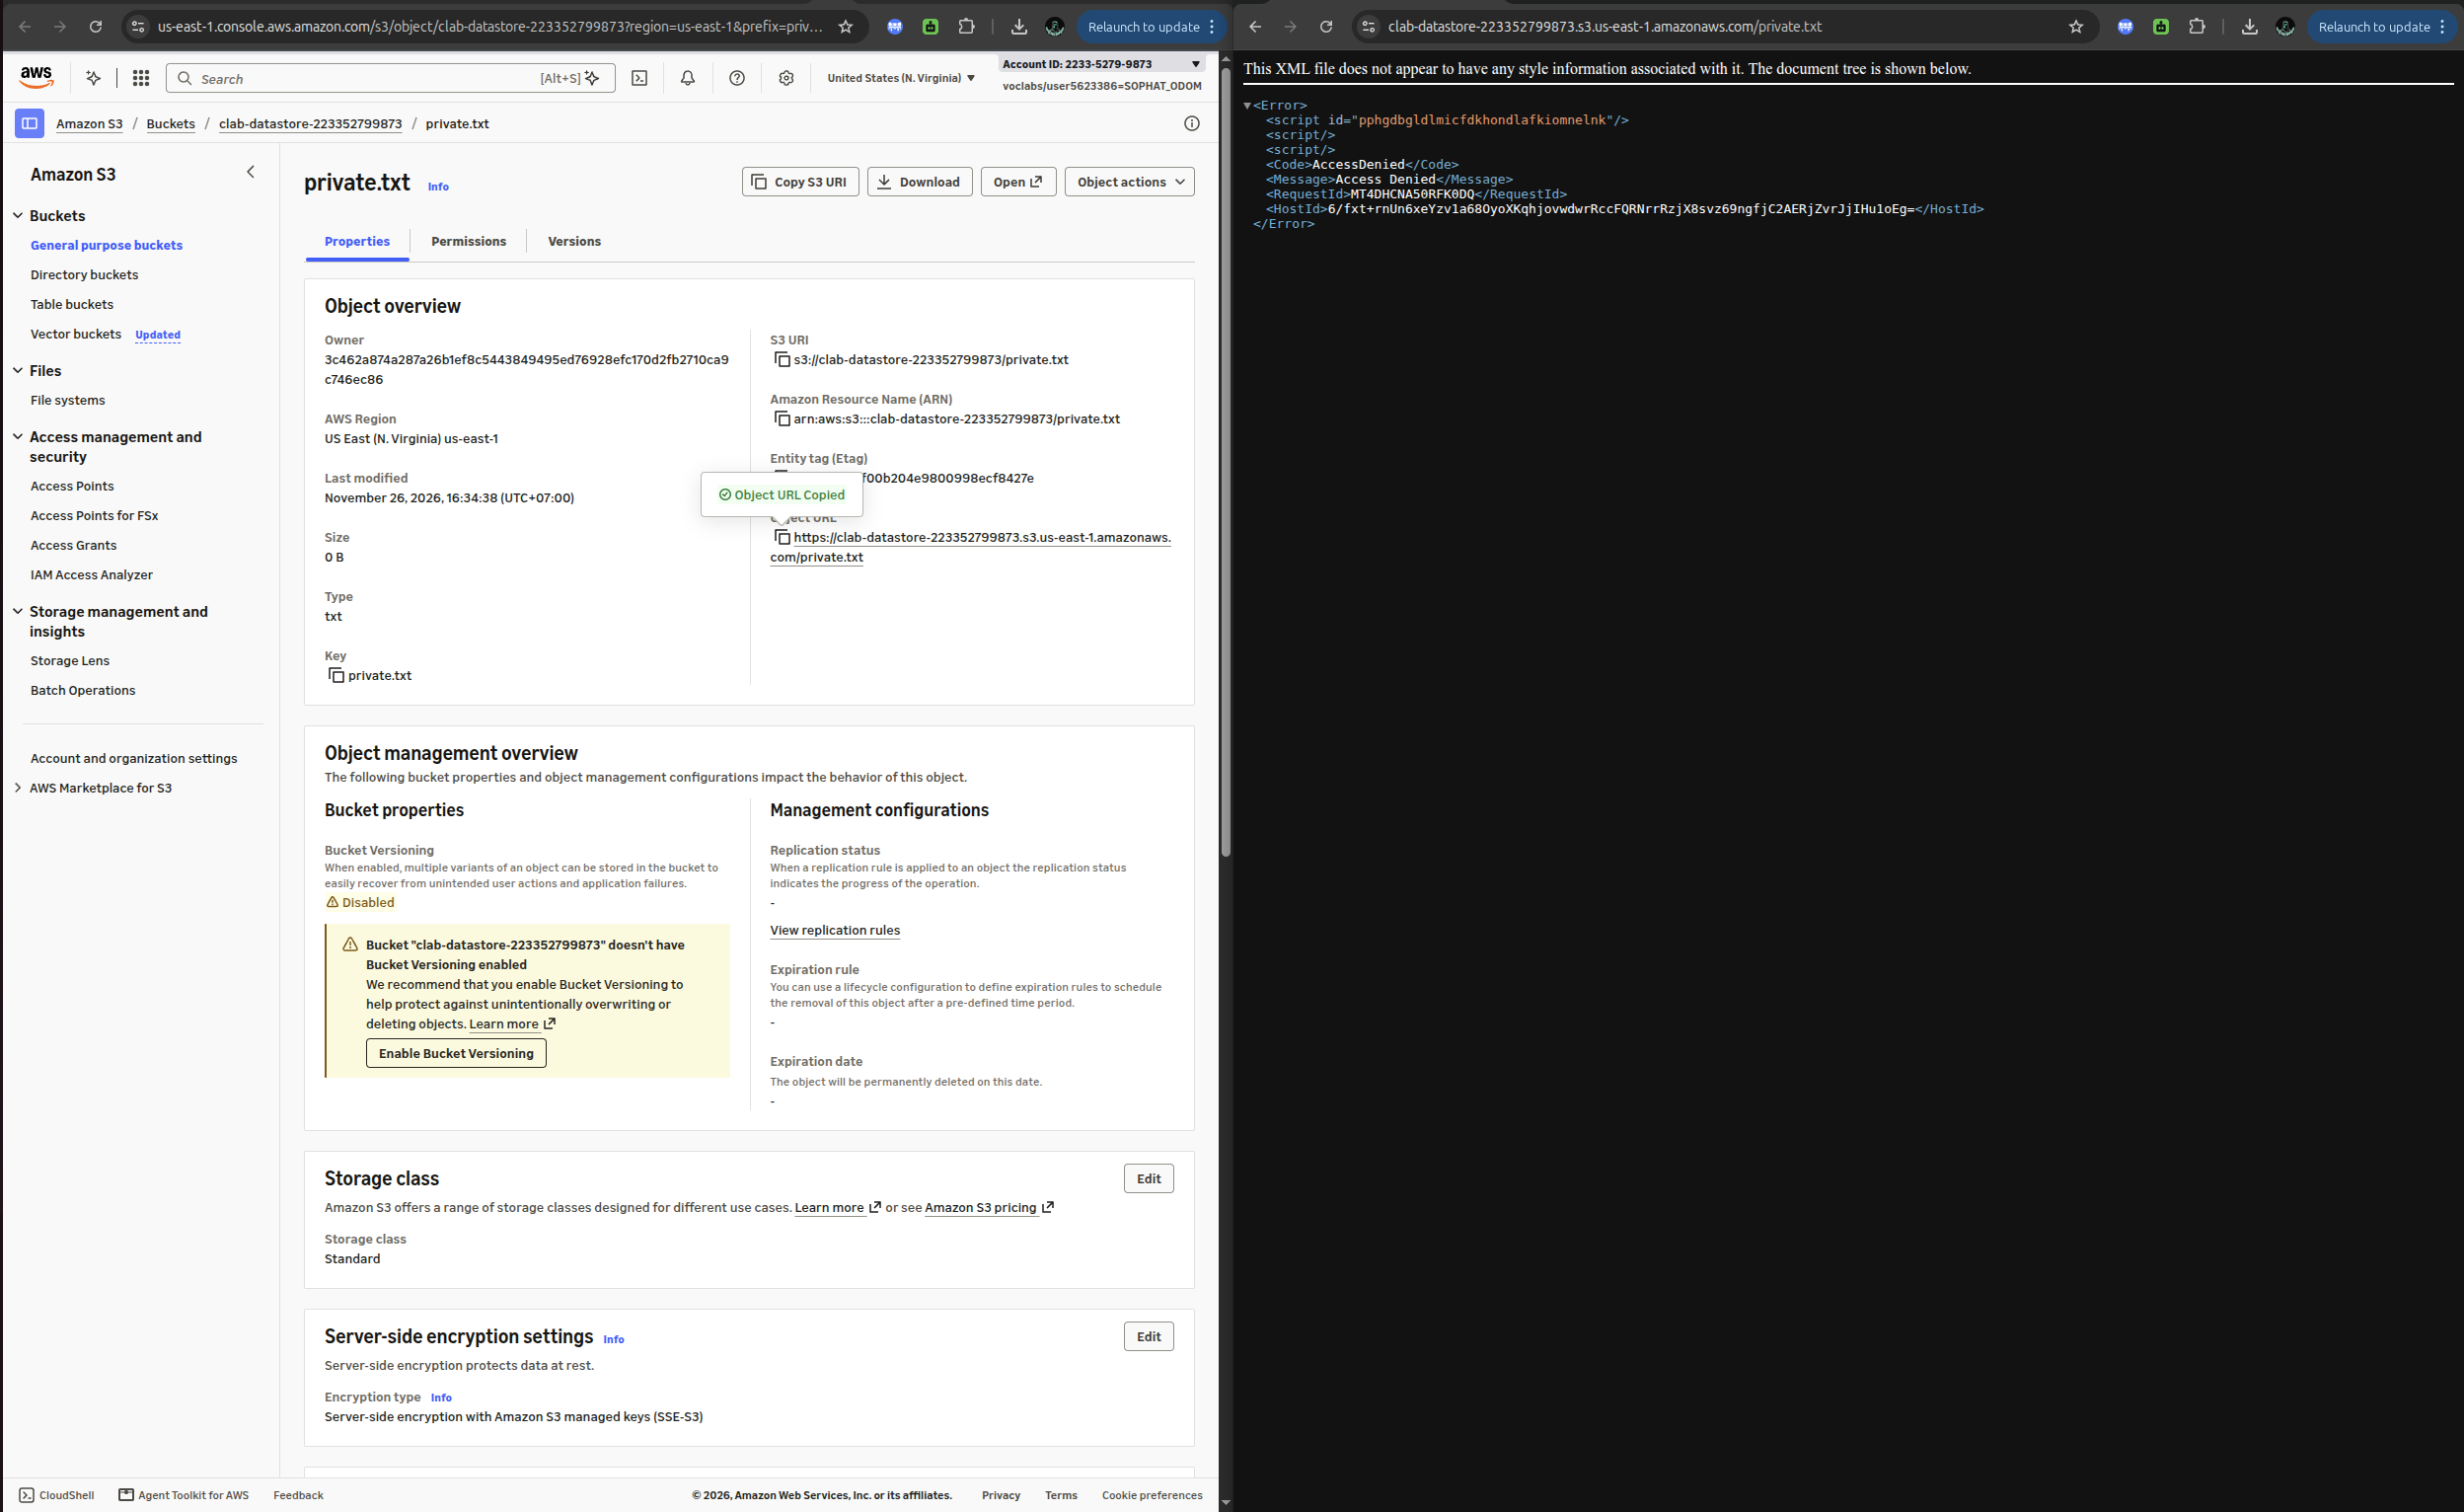 us-east-1.console.aws.amazon.com/s3/object/clab-datastore-223352799873?region=us-east-1&prefix=priv...
Relaunch to update
aws
Search
[Alt+S]
United States (N. Virginia)
Account ID: 2233-5279-9873
voclabs/user5623386=SOPHAT_ODOM
Amazon S3 / Buckets / clab-datastore-223352799873 / private.txt
Amazon S3
Buckets
General purpose buckets
Directory buckets
Table buckets
Vector buckets Updated
Files
File systems
Access management and
security
Access Points
Access Points for FSx
Access Grants
IAM Access Analyzer
Storage management and
insights
Storage Lens
Batch Operations
Account and organization settings
AWS Marketplace for S3
private.txt Info
Copy S3 URI
Download
Open
Object actions
Properties
Permissions
Versions
Object overview
Owner
3c462a874a287a26b1ef8c5443849495ed76928efc170d2fb2710ca9
c746ec86
AWS Region
US East (N. Virginia) us-east-1
Last modified
November 26, 2026, 16:34:38 (UTC+07:00)
Size
0 B
Type
txt
Key
private.txt
S3 URI
s3://clab-datastore-223352799873/private.txt
Amazon Resource Name (ARN)
arn:aws:s3:::clab-datastore-223352799873/private.txt
Entity tag (Etag)
f00b204e9800998ecf8427e
Object URL Copied
URL
https://clab-datastore-223352799873.s3.us-east-1.amazonaws.
com/private.txt
Object management overview
The following bucket properties and object management configurations impact the behavior of this object.
Bucket properties
Bucket Versioning
When enabled, multiple variants of an object can be stored in the bucket to
easily recover from unintended user actions and application failures.
Disabled
Bucket "clab-datastore-223352799873" doesn't have
Bucket Versioning enabled
We recommend that you enable Bucket Versioning to
help protect against unintentionally overwriting or
deleting objects. Learn more
Enable Bucket Versioning
Management configurations
Replication status
When a replication rule is applied to an object the replication status
indicates the progress of the operation.
-
View replication rules
Expiration rule
You can use a lifecycle configuration to define expiration rules to schedule
the removal of this object after a pre-defined time period.
-
Expiration date
The object will be permanently deleted on this date.
-
Storage class
Edit
Amazon S3 offers a range of storage classes designed for different use cases. Learn more or see Amazon S3 pricing
Storage class
Standard
Server-side encryption settings Info
Edit
Server-side encryption protects data at rest.
Encryption type Info
Server-side encryption with Amazon S3 managed keys (SSE-S3)
CloudShell
Agent Toolkit for AWS
Feedback
© 2026, Amazon Web Services, Inc. or its affiliates.
Privacy
Terms
Cookie preferences
clab-datastore-223352799873.s3.us-east-1.amazonaws.com/private.txt
Relaunch to update
This XML file does not appear to have any style information associated with it. The document tree is shown below.
<Error>
<script id="pphgdbgldlmicfdkhondlafkiomnelnk"/>
<script/>
<script/>
<Code>AccessDenied</Code>
<Message>Access Denied</Message>
<RequestId>MT4DHCNA50RFK0DQ</RequestId>
<HostId>6/fxt+rnUn6xeYzv1a68OyoXKqhjovwdwrRccFQRNrrRzjX8svz69ngfjC2AERjZvrJjIHu1oEg=</HostId>
</Error>